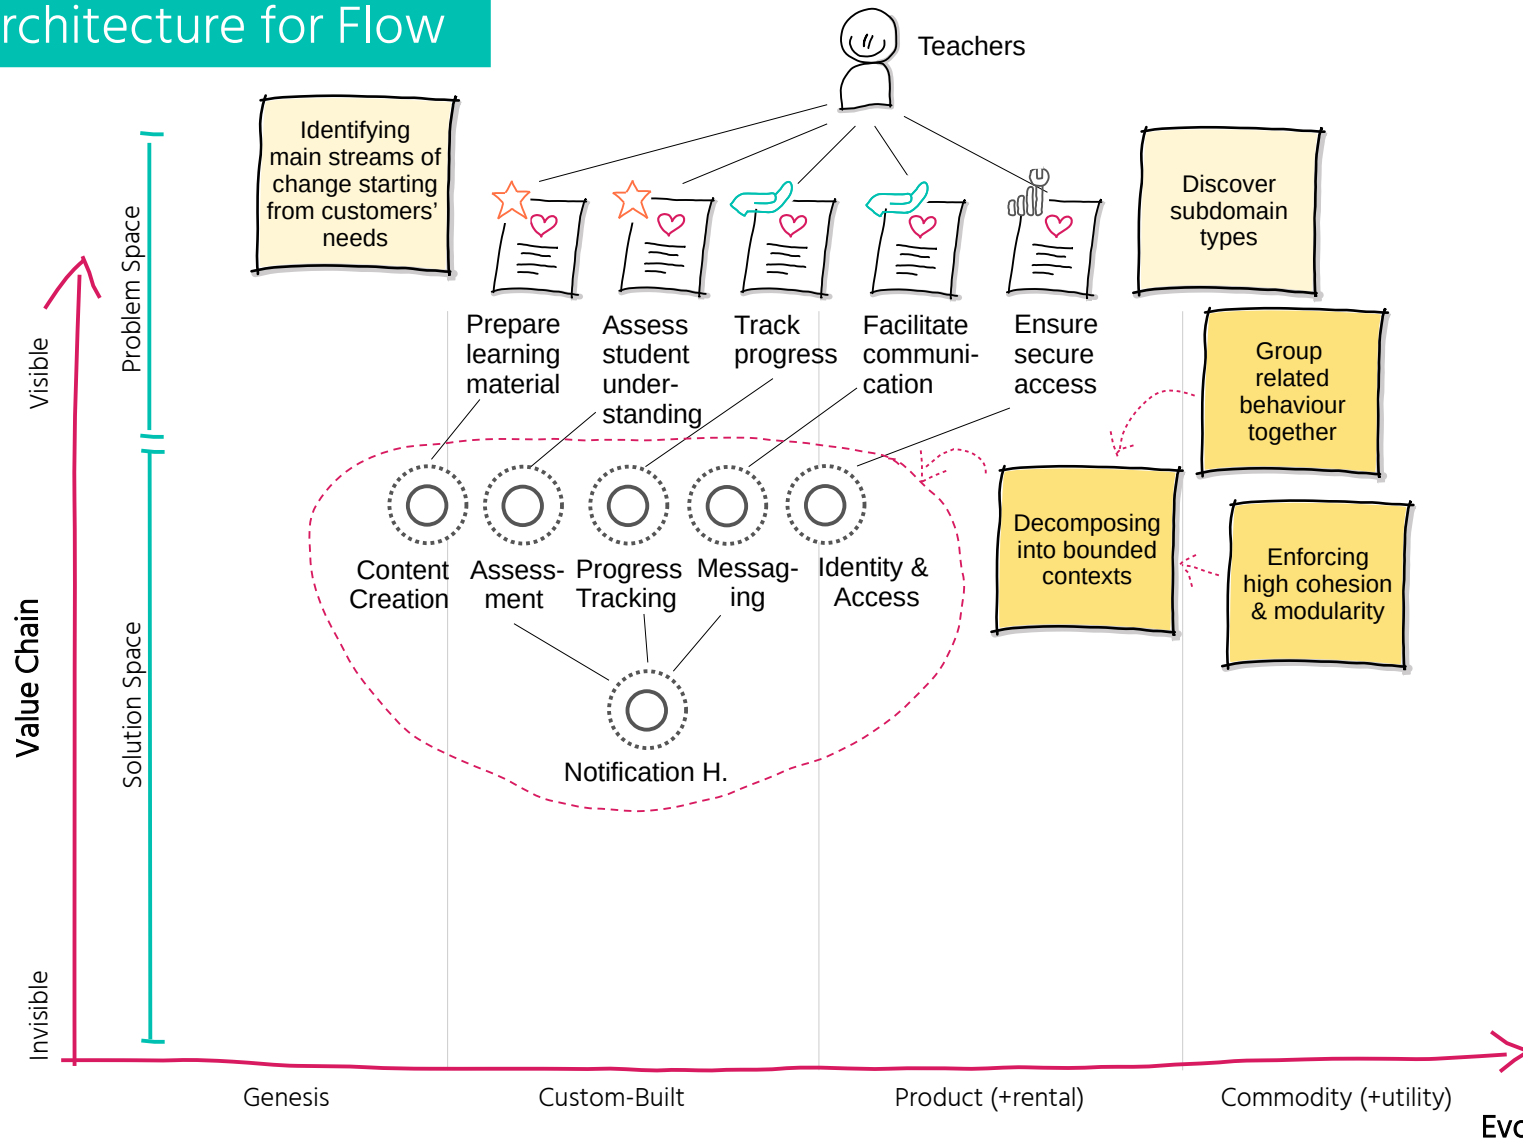 rchitecture for Flow
Teachers
Identifying
main streams of
change starting
from customers’
needs
Discover
subdomain
types
Problem Space
Visible
Prepare
learning
material
Assess
student
under-
standing
Track
progress
Facilitate
communi-
cation
Ensure
secure
access
Group
related
behaviour
together
Decomposing
into bounded
contexts
Enforcing
high cohesion
& modularity
Content
Creation
Assess-
ment
Progress
Tracking
Messag-
ing
Identity &
Access
Notification H.
Value Chain
Solution Space
Invisible
Genesis
Custom-Built
Product (+rental)
Commodity (+utility)
Evo